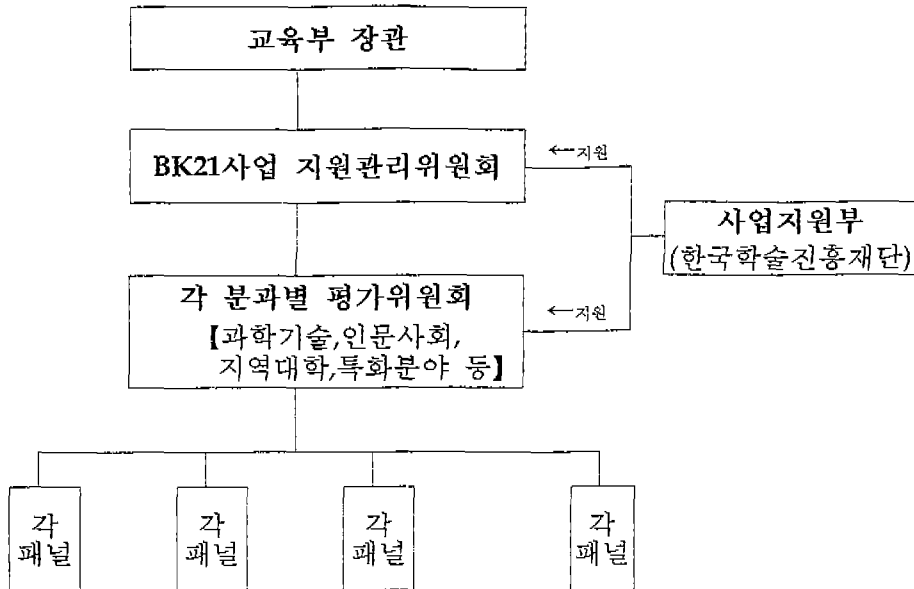 교육부 장관
BK21사업 지원관리위원회
←지원
사업지원부
(한국학술진흥재단)
각 분과별 평가위원회
【과학기술,인문사회,
지역대학,특화분야 등】
←지원
각
패널
각
패널
각
패널
각
패널